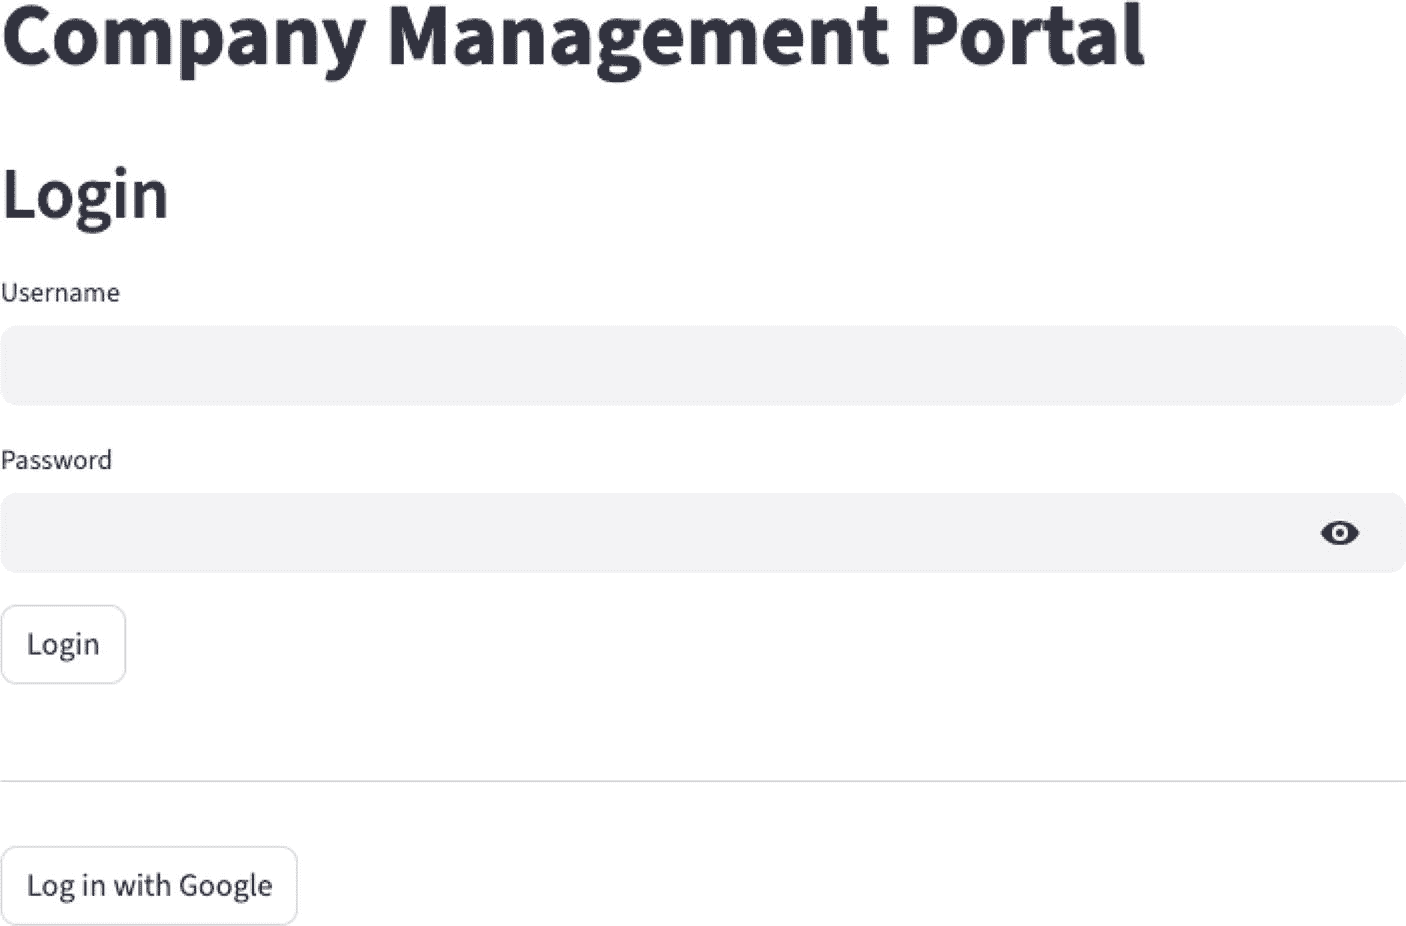 Company Management Portal
Login
Username
Password
Login
Log in with Google